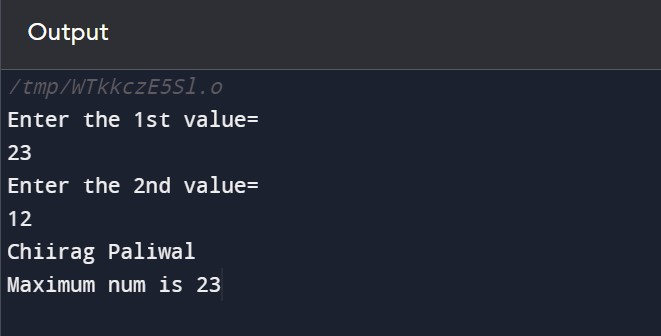 Output
/tmp/WTkkczE5Sl.o
Enter the 1st value=
23
Enter the 2nd value=
12
Chiirag Paliwal
Maximum num is 23